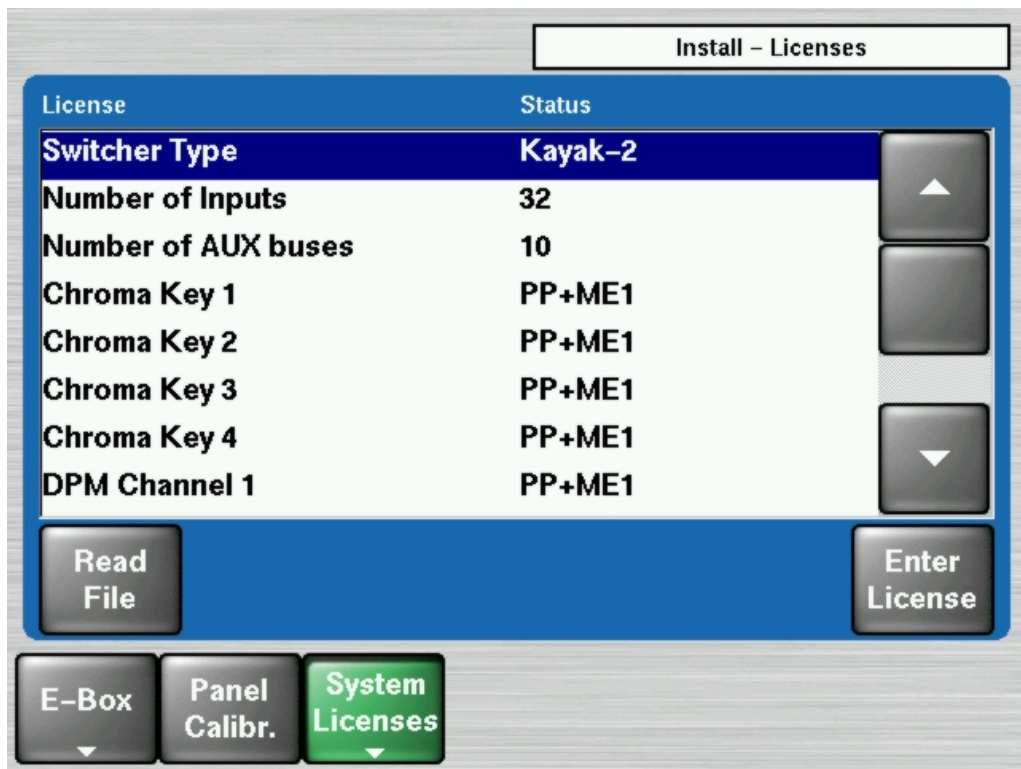 Install – Licenses
License Status
Switcher Type Kayak–2
Number of Inputs 32
Number of AUX buses 10
Chroma Key 1 PP+ME1
Chroma Key 2 PP+ME1
Chroma Key 3 PP+ME1
Chroma Key 4 PP+ME1
DPM Channel 1 PP+ME1
Read
File
Enter
License
E–Box
Panel
Calibr.
System
Licenses